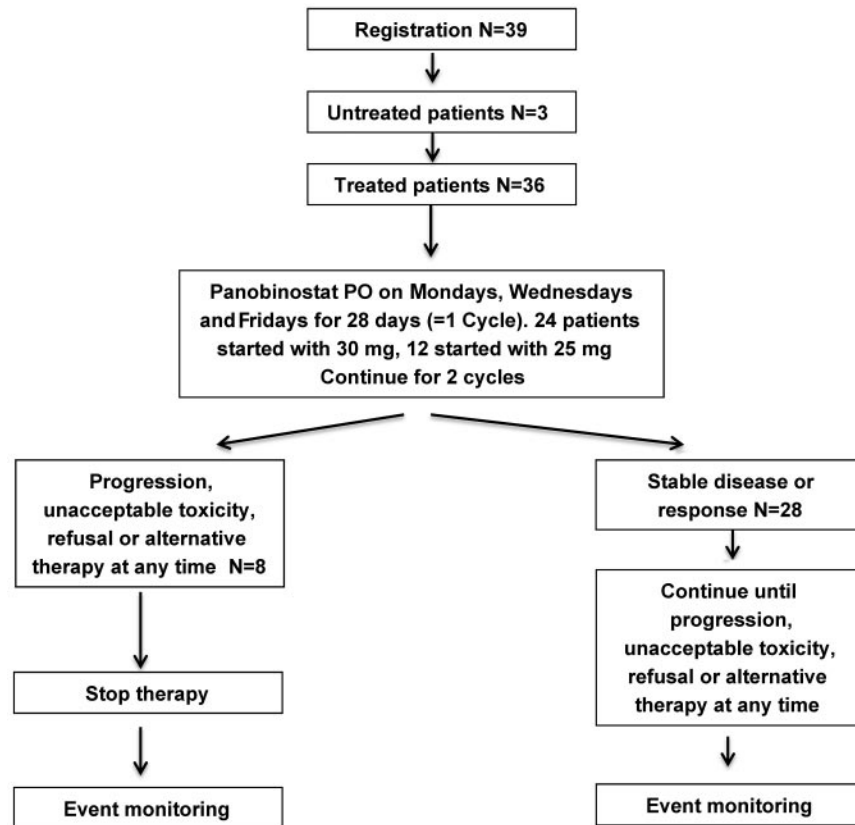 Registration N=39
Untreated patients N=3
Treated patients N=36
Panobinostat PO on Mondays, Wednesdays
and Fridays for 28 days (=1 Cycle). 24 patients
started with 30 mg, 12 started with 25 mg
Continue for 2 cycles
Progression,
unacceptable toxicity,
refusal or alternative
therapy at any time N=8
Stop therapy
Event monitoring
Stable disease or
response N=28
Continue until
progression,
unacceptable toxicity,
refusal or alternative
therapy at any time
Event monitoring